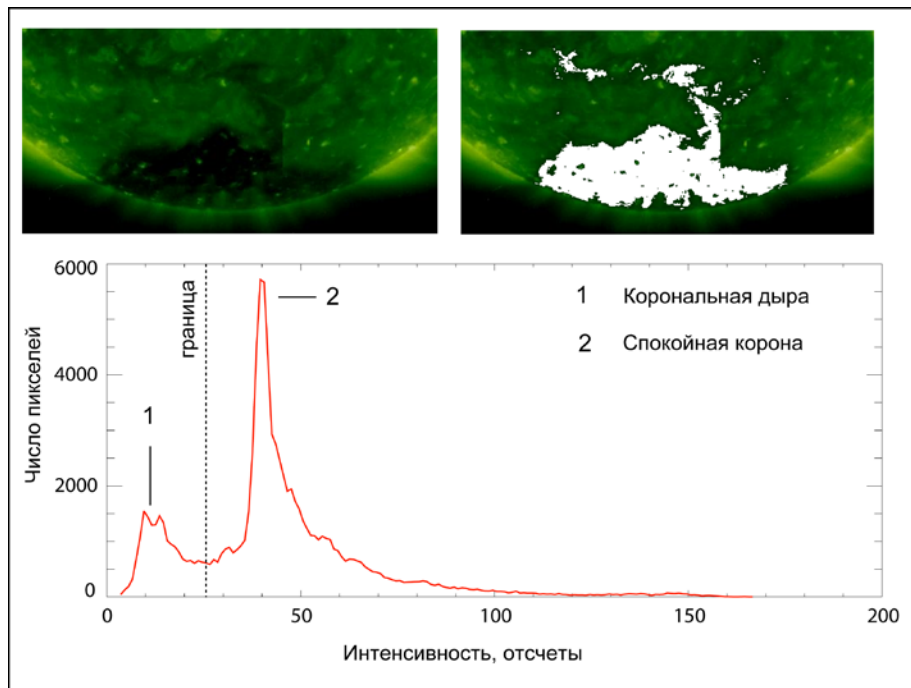 6000
4000
2000
0
Число пикселей
граница
1
2
1 Корональная дыра
2 Спокойная корона
0 50 100 150 200
Интенсивность, отсчеты